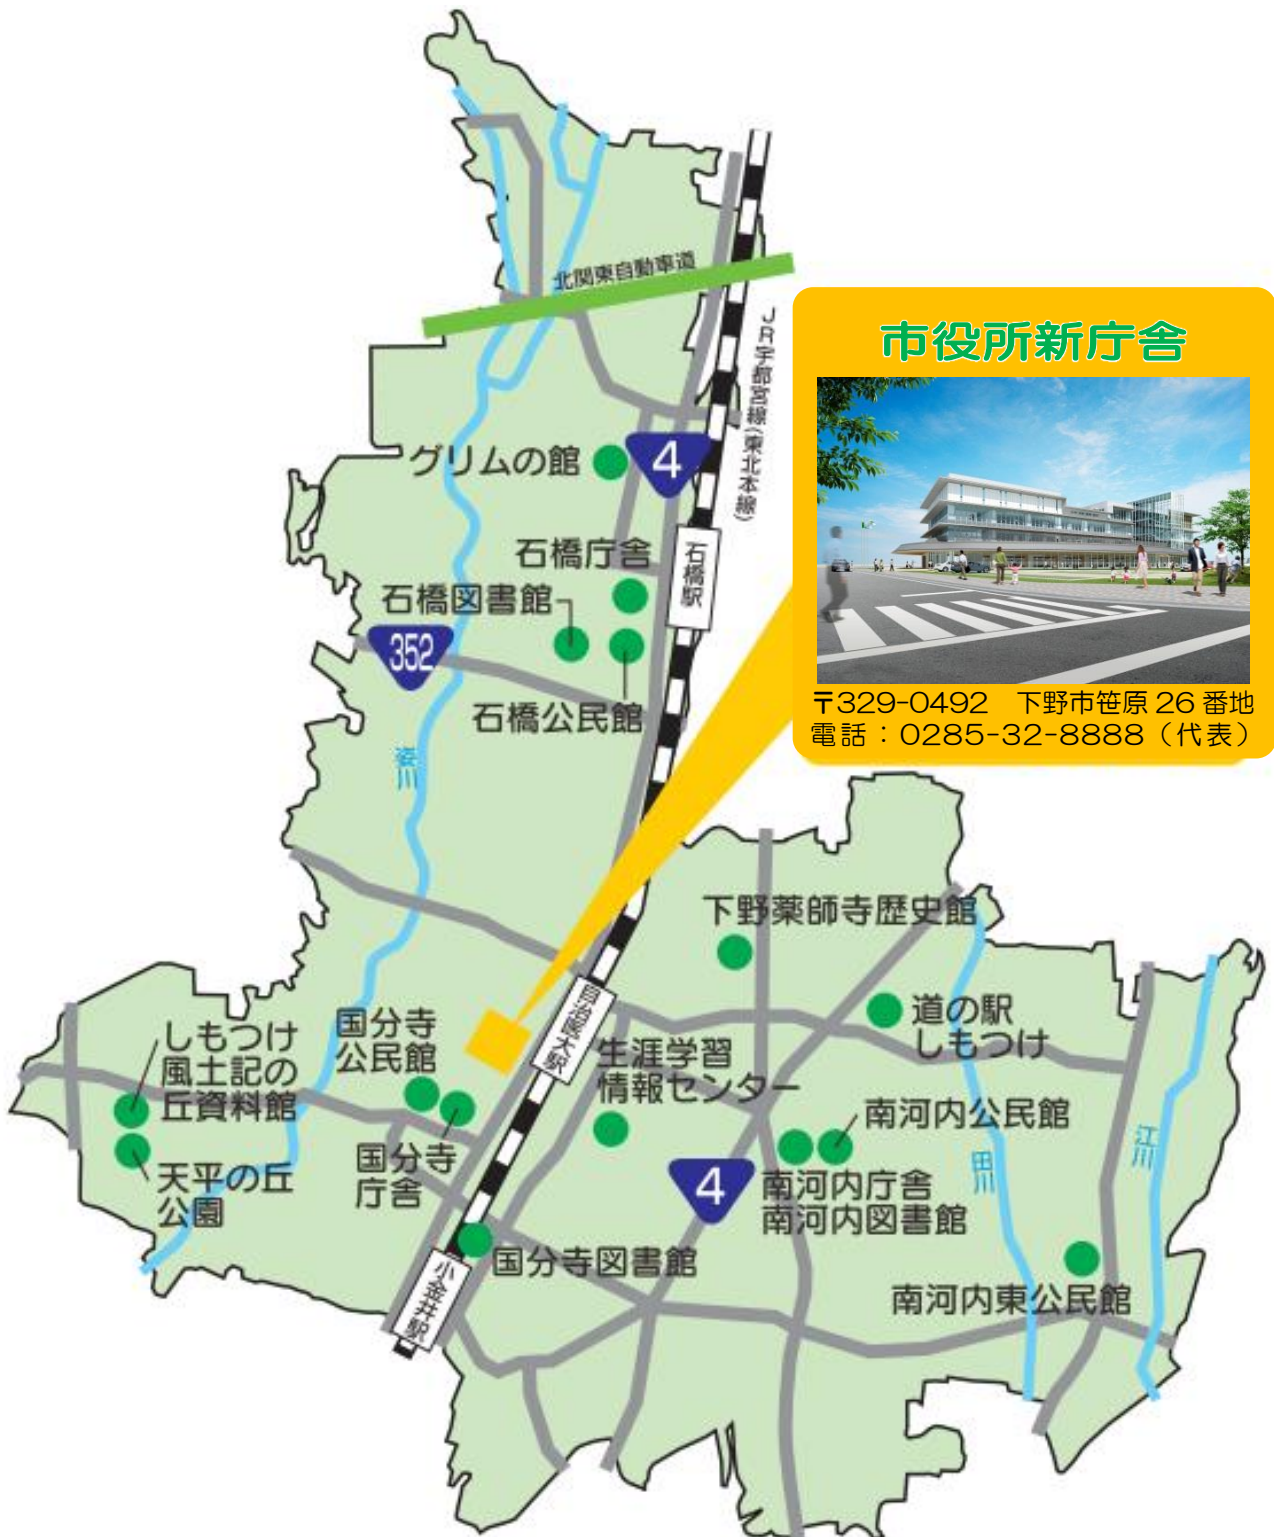 北関東自動車道
JR宇都宮線(東北本線)
市役所新庁舎
〒329-0492 下野市笹原 26 番地
電話：0285-32-8888（代表）
グリムの館
4
石橋庁舎
石橋駅
石橋図書館
352
石橋公民館
姿川
下野薬師寺歴史館
自治医大駅
道の駅
しもつけ
しもつけ
風土記の
丘資料館
国分寺
公民館
生涯学習
情報センター
南河内公民館
国分寺
庁舎
天平の丘
公園
4
南河内庁舎
南河内図書館
田川
江川
国分寺図書館
小金井駅
南河内東公民館